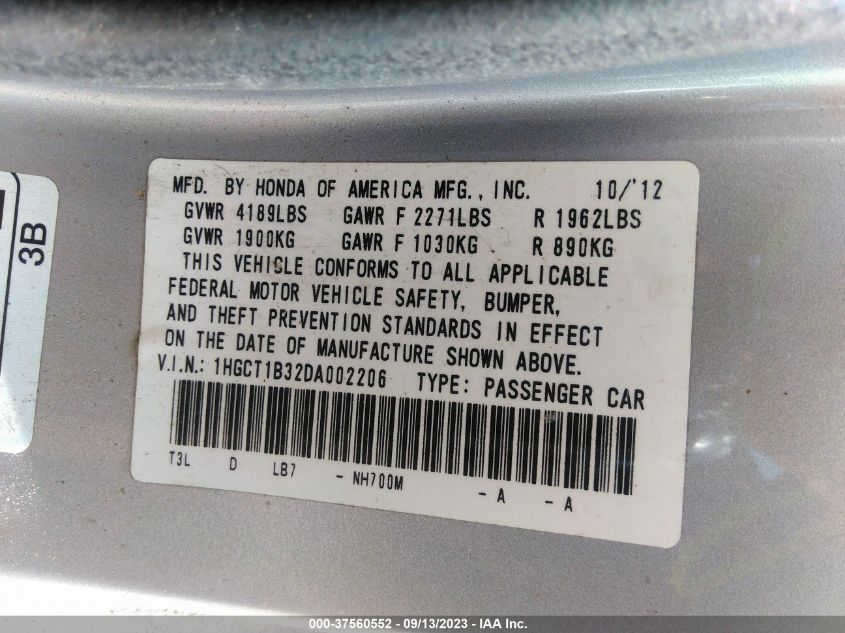 MFD. BY HONDA OF AMERICA MFG., INC. 10/'12
GVWR 4189LBS GAWR F 2271LBS R 1962LBS
GVWR 1900KG GAWR F 1030KG R 890KG
THIS VEHICLE CONFORMS TO ALL APPLICABLE
FEDERAL MOTOR VEHICLE SAFETY, BUMPER,
AND THEFT PREVENTION STANDARDS IN EFFECT
ON THE DATE OF MANUFACTURE SHOWN ABOVE.
V.I.N.: 1HGCT1B32DA002206 TYPE: PASSENGER CAR
T3L D LB7 - NH700M - A - A
3B
000-37560552 / 09/13/2023 - IAA Inc.